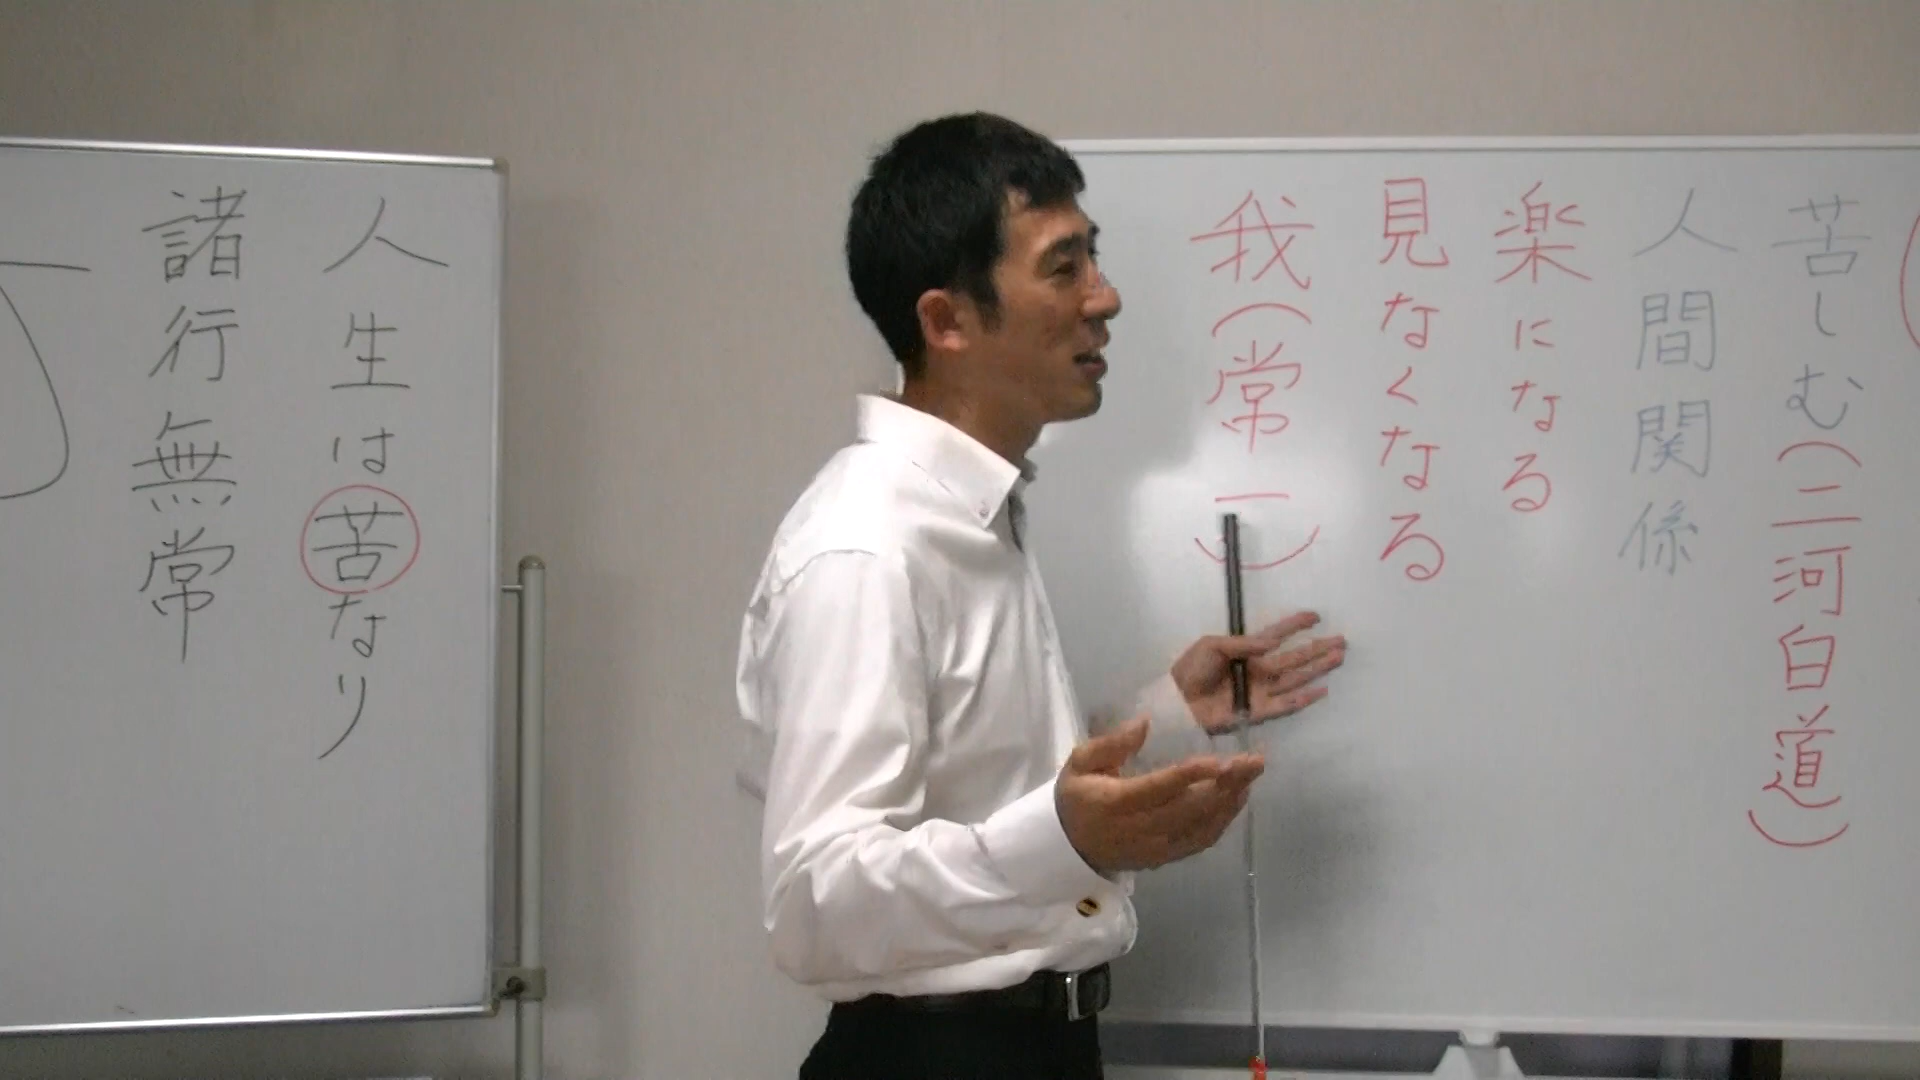 苦しむ(二河白道)
人間関係
楽になる
見なくなる
我(常一)
人生は苦なり
諸行無常